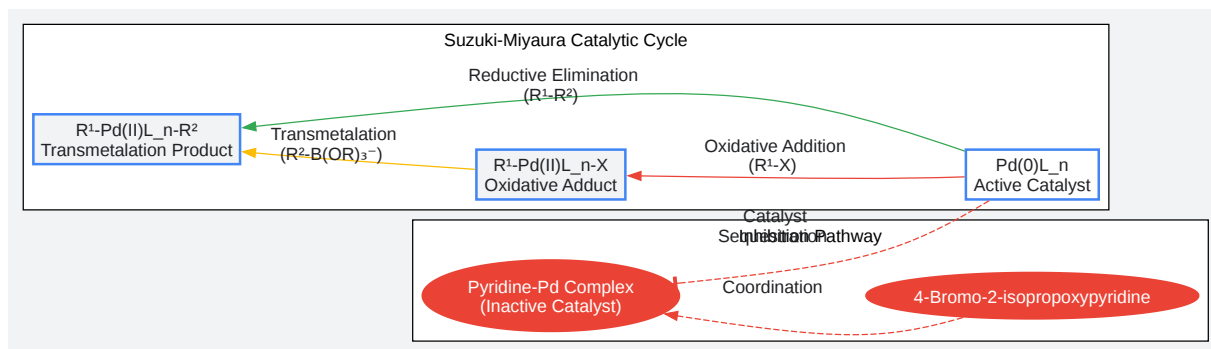 Suzuki-Miyaura Catalytic Cycle
Reductive Elimination
(R¹-R²)
R¹-Pd(II)L_n-R²
Transmetalation Product
Transmetalation
(R²-B(OR)₃⁻)
R¹-Pd(II)L_n-X
Oxidative Adduct
Oxidative Addition
(R¹-X)
Pd(0)L_n
Active Catalyst
Catalyst
Sequestration
Inhibition Pathway
Pyridine-Pd Complex
(Inactive Catalyst)
Coordination
4-Bromo-2-isopropoxypyridine